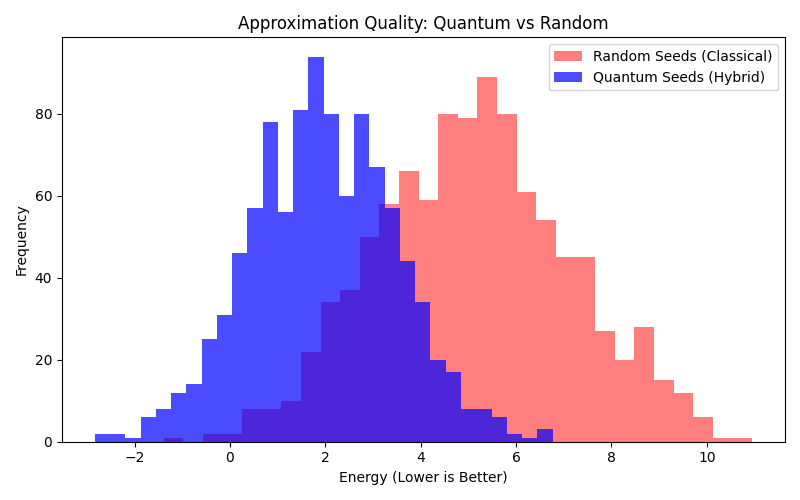 Approximation Quality: Quantum vs Random
Random Seeds (Classical)
Quantum Seeds (Hybrid)
Frequency
80
60
40
20
0
−2
0
2
4
6
8
10
Energy (Lower is Better)